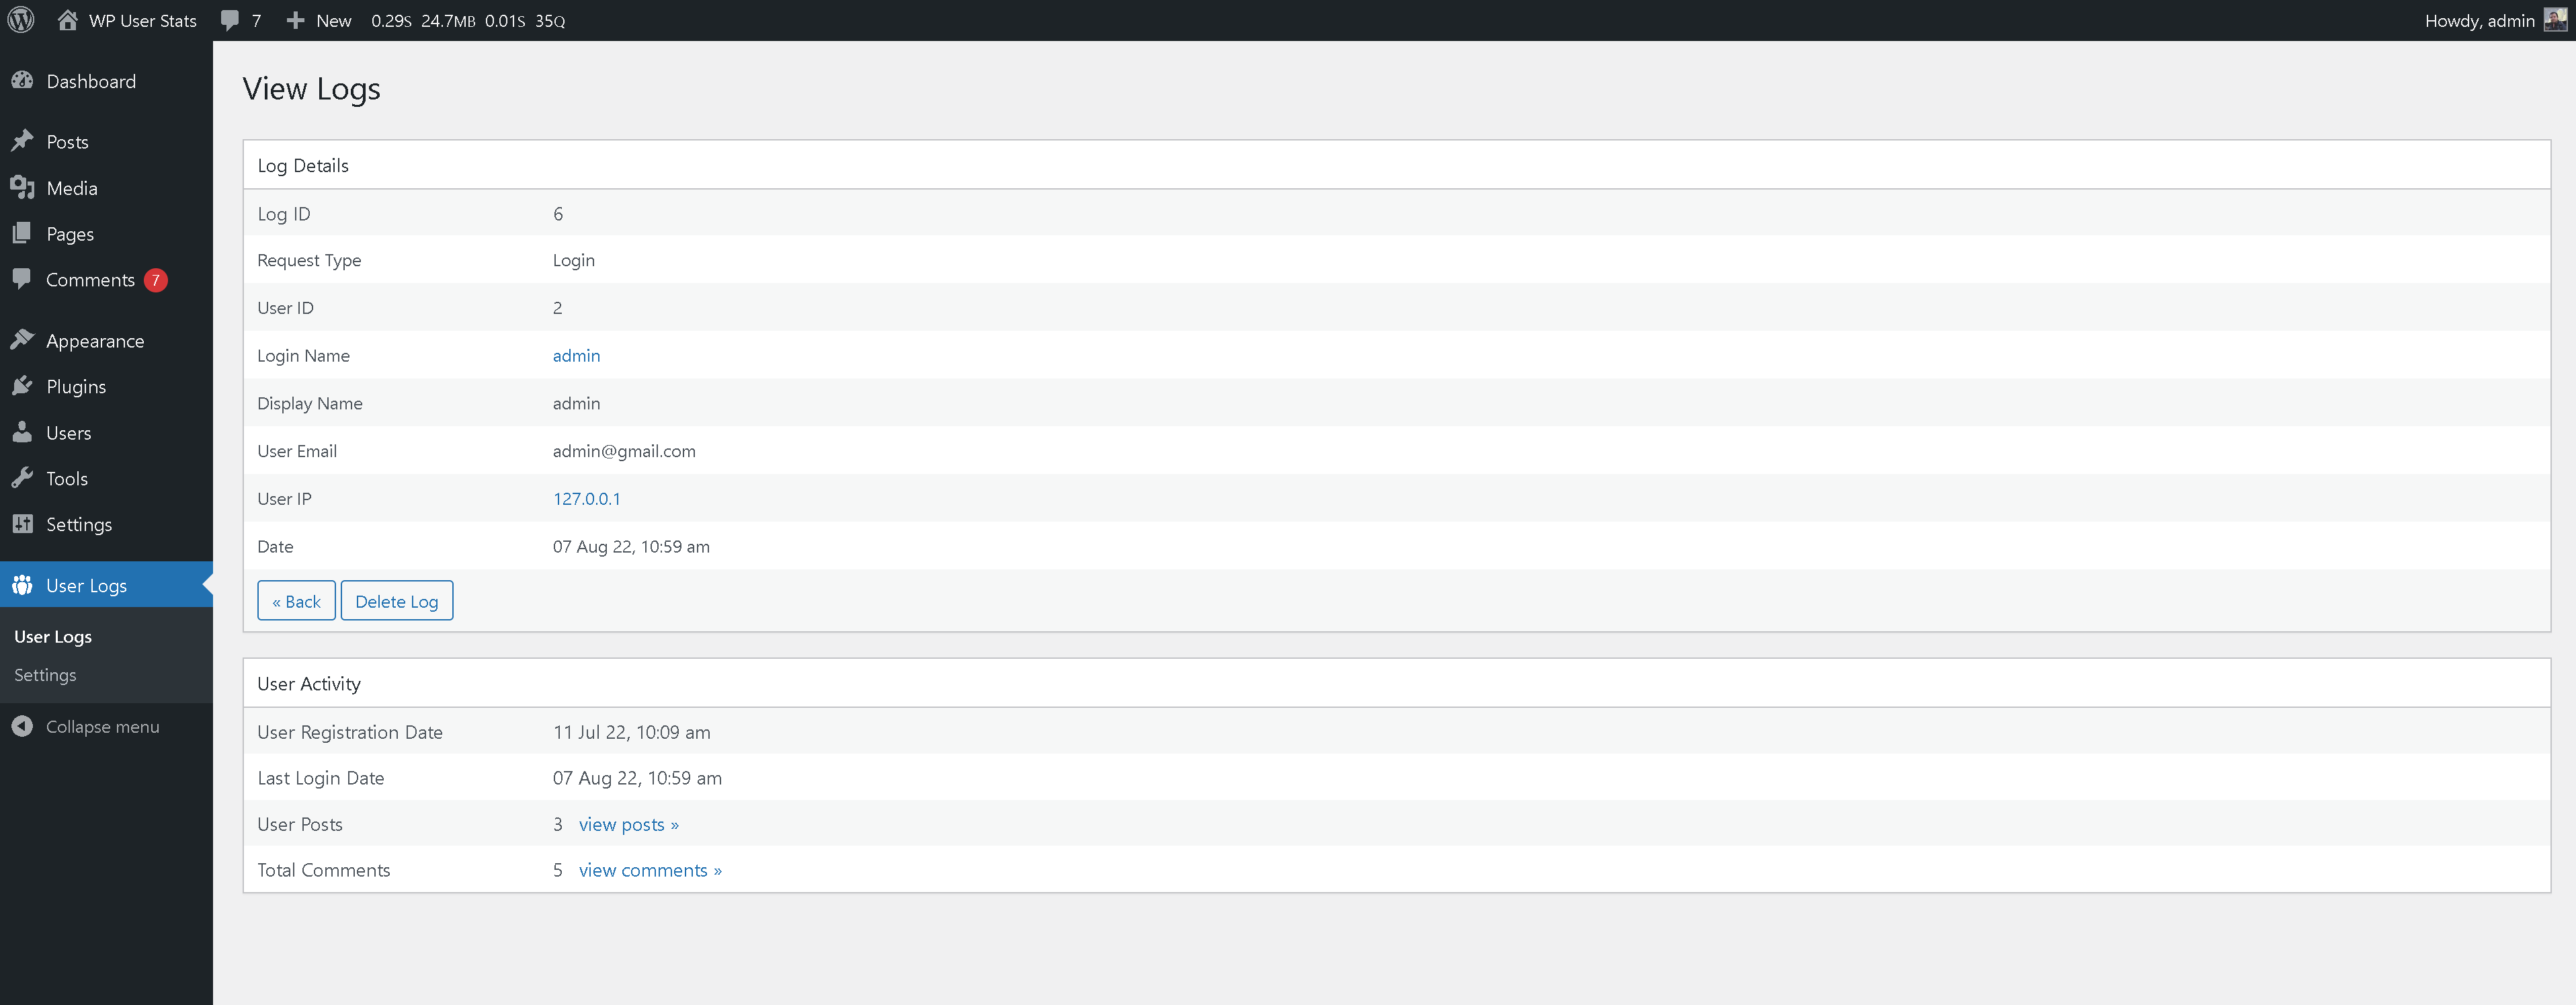 WP User Stats 7 New 0.29S 24.7MB 0.01S 35Q Howdy, admin
Dashboard
Posts
Media
Pages
Comments 7
Appearance
Plugins
Users
Tools
Settings
User Logs
User Logs
Settings
Collapse menu
View Logs
Log Details
Log ID 6
Request Type Login
User ID 2
Login Name admin
Display Name admin
User Email admin@gmail.com
User IP 127.0.0.1
Date 07 Aug 22, 10:59 am
« Back Delete Log
User Activity
User Registration Date 11 Jul 22, 10:09 am
Last Login Date 07 Aug 22, 10:59 am
User Posts 3 view posts »
Total Comments 5 view comments »